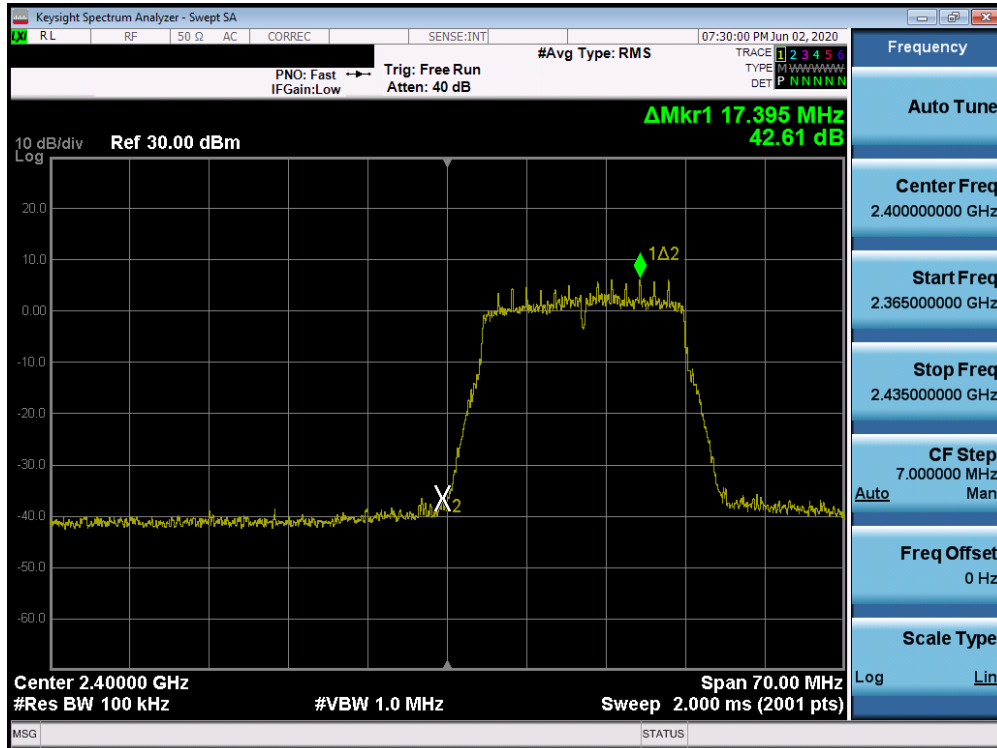 Keysight Spectrum Analyzer - Swept SA
LXI RL RF 50 Ω AC CORREC SENSE:INT 07:30:00 PM Jun 02, 2020
#Avg Type: RMS
TRACE 1 2 3 4 5 6
TYPE M WWWWW
DET P N N N N N
PNO: Fast
IFGain:Low
Trig: Free Run
Atten: 40 dB
ΔMkr1 17.395 MHz
42.61 dB
10 dB/div Ref 30.00 dBm
Log
20.0
10.0
0.00
-10.0
-20.0
-30.0
-40.0
-50.0
-60.0
1Δ2
X2
Center 2.40000 GHz
Span 70.00 MHz
#Res BW 100 kHz
#VBW 1.0 MHz
Sweep 2.000 ms (2001 pts)
MSG
STATUS
Frequency
Auto Tune
Center Freq
2.400000000 GHz
Start Freq
2.365000000 GHz
Stop Freq
2.435000000 GHz
CF Step
7.000000 MHz
Auto Man
Freq Offset
0 Hz
Scale Type
Log Lin